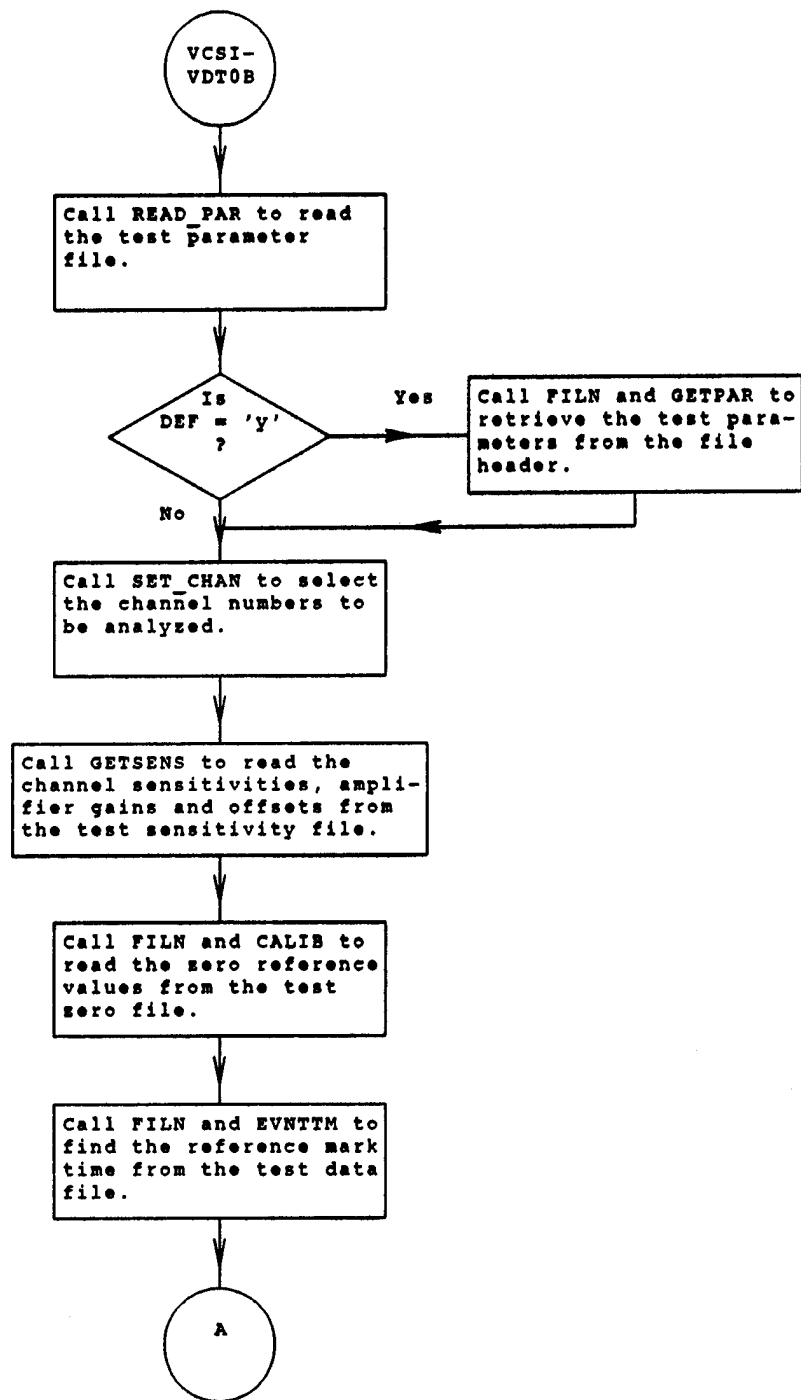 VCSI-
VDT0B
Call READ_PAR to read
the test parameter
file.
Is
DEF = 'y'
?
Yes
Call FILN and GETPAR to
retrieve the test para-
meters from the file
header.
No
Call SET_CHAN to select
the channel numbers to
be analyzed.
Call GETSENS to read the
channel sensitivities, ampli-
fier gains and offsets from
the test sensitivity file.
Call FILN and CALIB to
read the zero reference
values from the test
zero file.
Call FILN and EVNTTM to
find the reference mark
time from the test data
file.
A